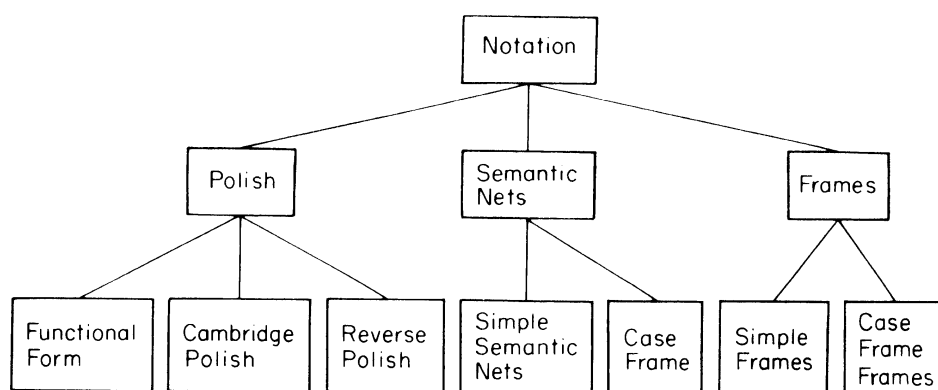 Notation
Polish
Semantic
Nets
Frames
Functional
Form
Cambridge
Polish
Reverse
Polish
Simple
Semantic
Nets
Case
Frame
Simple
Frames
Case
Frame
Frames